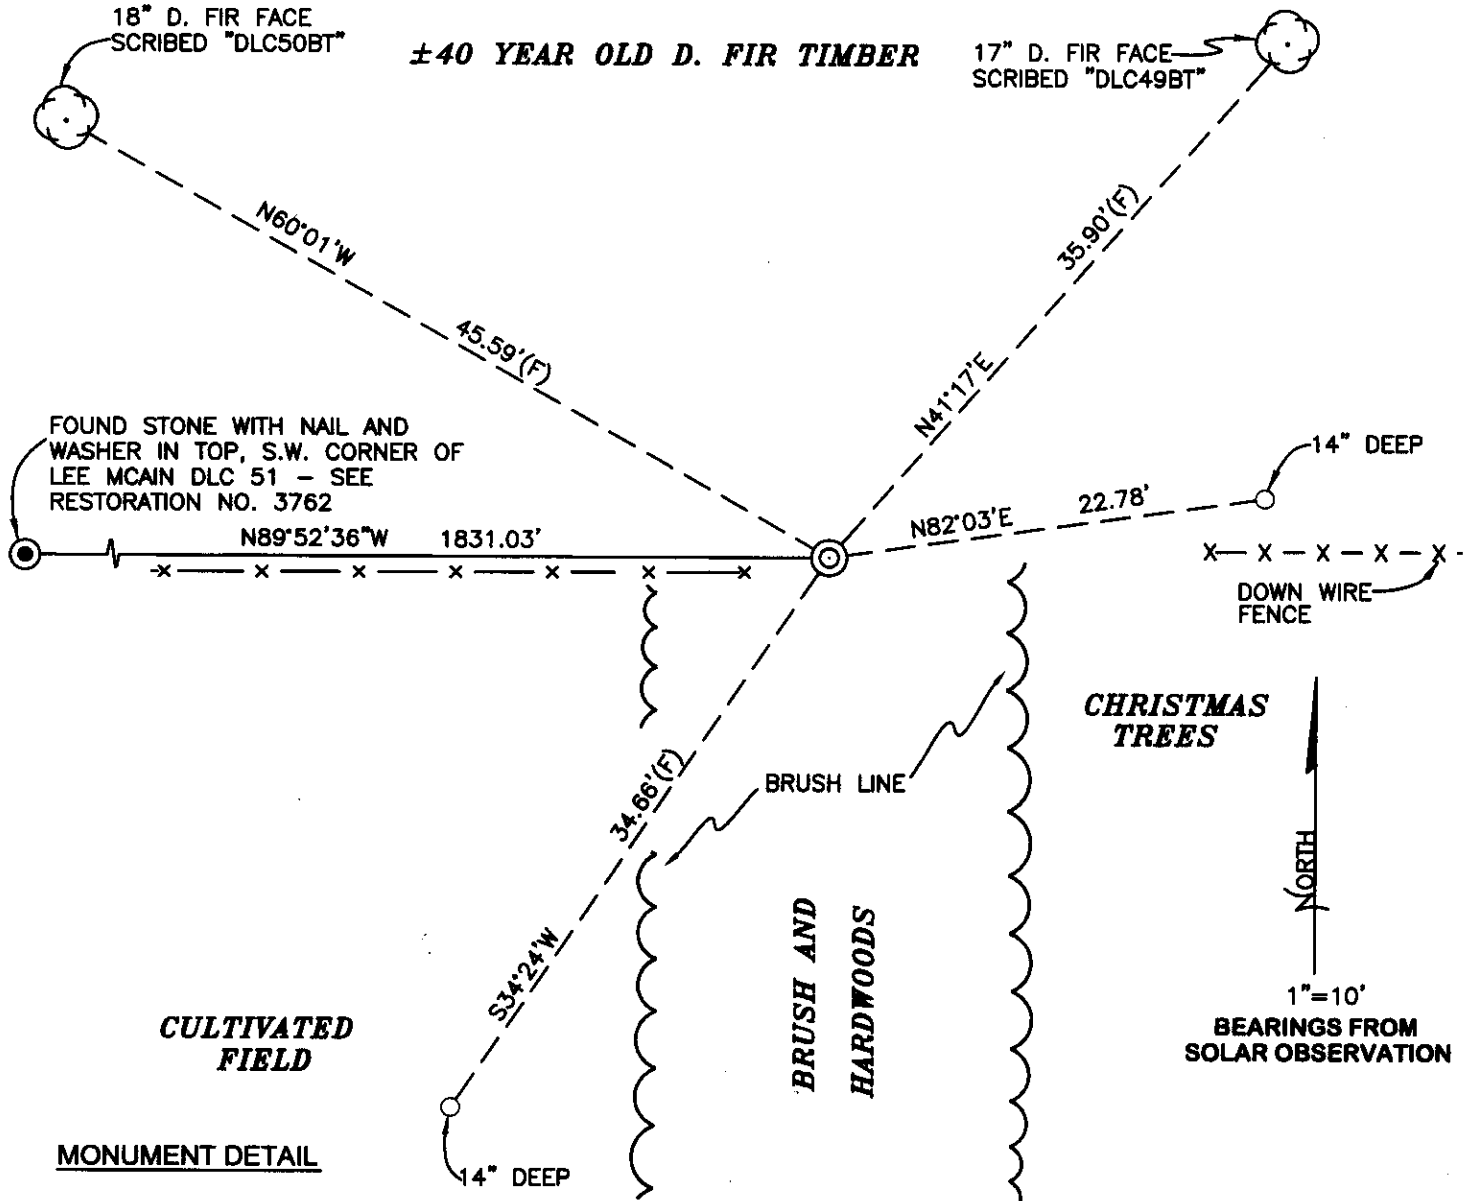 18" D. FIR FACE
SCRIBED "DLC50BT"
±40 YEAR OLD D. FIR TIMBER
17" D. FIR FACE
SCRIBED "DLC49BT"
N60°01'W
45.59'(F)
35.90'(F)
N41°17'E
FOUND STONE WITH NAIL AND
WASHER IN TOP, S.W. CORNER OF
LEE MCAIN DLC 51 – SEE
RESTORATION NO. 3762
14" DEEP
N89°52'36"W 1831.03'
N82°03'E 22.78'
DOWN WIRE
FENCE
CHRISTMAS
TREES
34.66'(F)
S34°24'W
BRUSH LINE
BRUSH AND
HARDWOODS
NORTH
1"=10'
BEARINGS FROM
SOLAR OBSERVATION
CULTIVATED
FIELD
MONUMENT DETAIL
14" DEEP